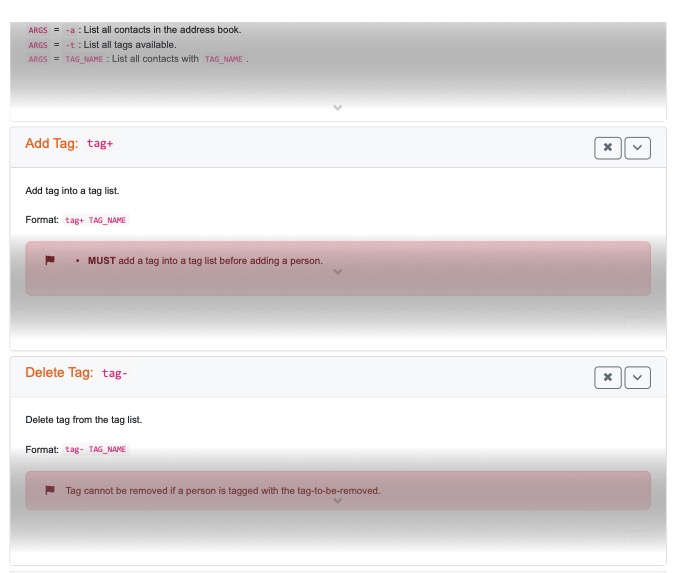 ARGS = -a : List all contacts in the address book.
ARGS = -t : List all tags available.
ARGS = TAG_NAME : List all contacts with TAG_NAME .
Add Tag: tag+
Add tag into a tag list.
Format: tag+ TAG_NAME
• MUST add a tag into a tag list before adding a person.
Delete Tag: tag-
Delete tag from the tag list.
Format: tag- TAG_NAME
Tag cannot be removed if a person is tagged with the tag-to-be-removed.